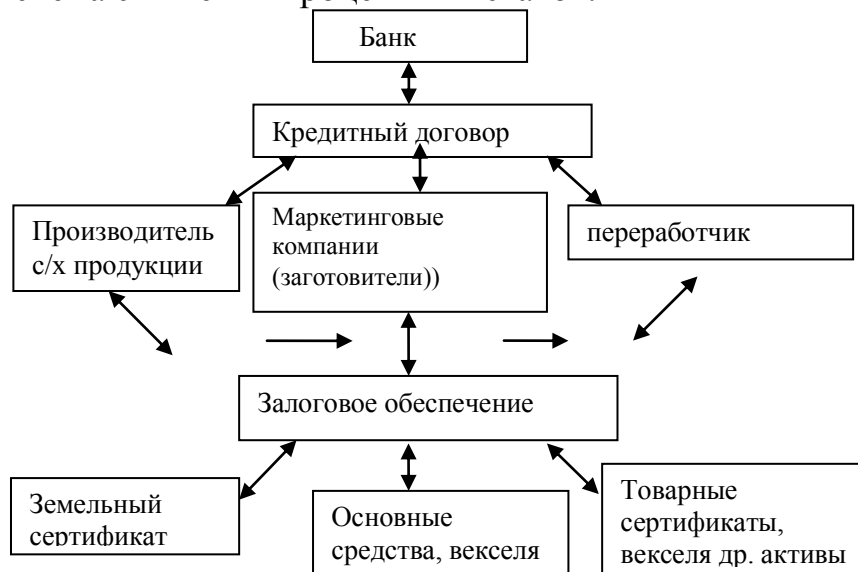 Банк
Кредитный договор
Производитель
с/х продукции
Маркетинговые
компании
(заготовители))
переработчик
Залоговое обеспечение
Земельный
сертификат
Основные
средства, векселя
Товарные
сертификаты,
векселя др. активы